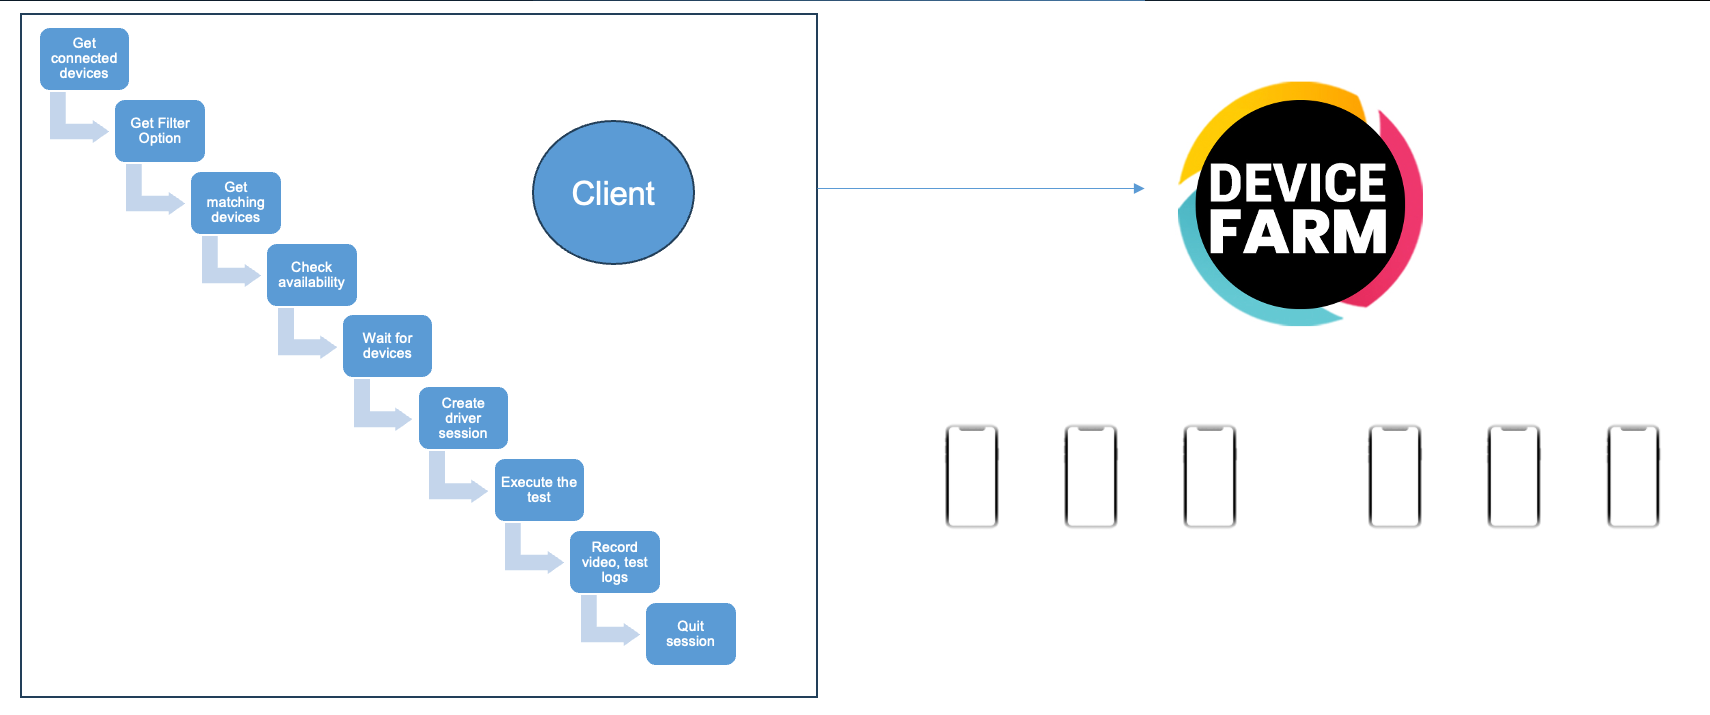 Get
connected
devices
Get Filter
Option
Get
matching
devices
Check
availability
Wait for
devices
Create
driver
session
Execute the
test
Record
video, test
logs
Quit
session
Client
DEVICE
FARM